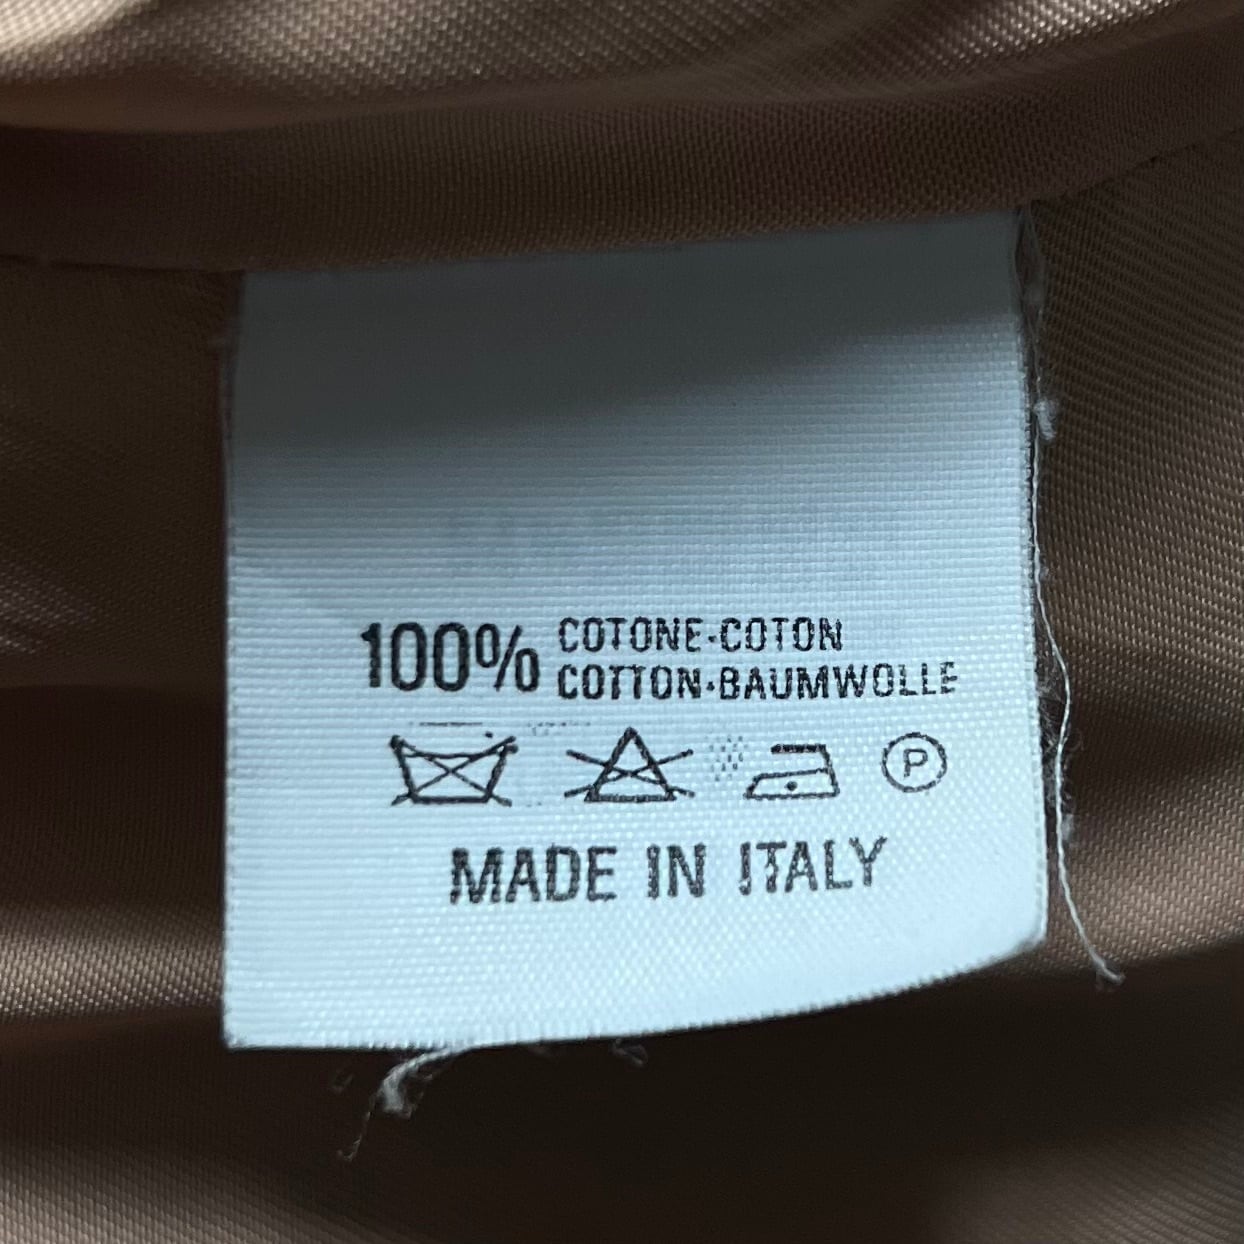 100% COTONE·COTON
COTTON·BAUMWOLLE
P
MADE IN ITALY